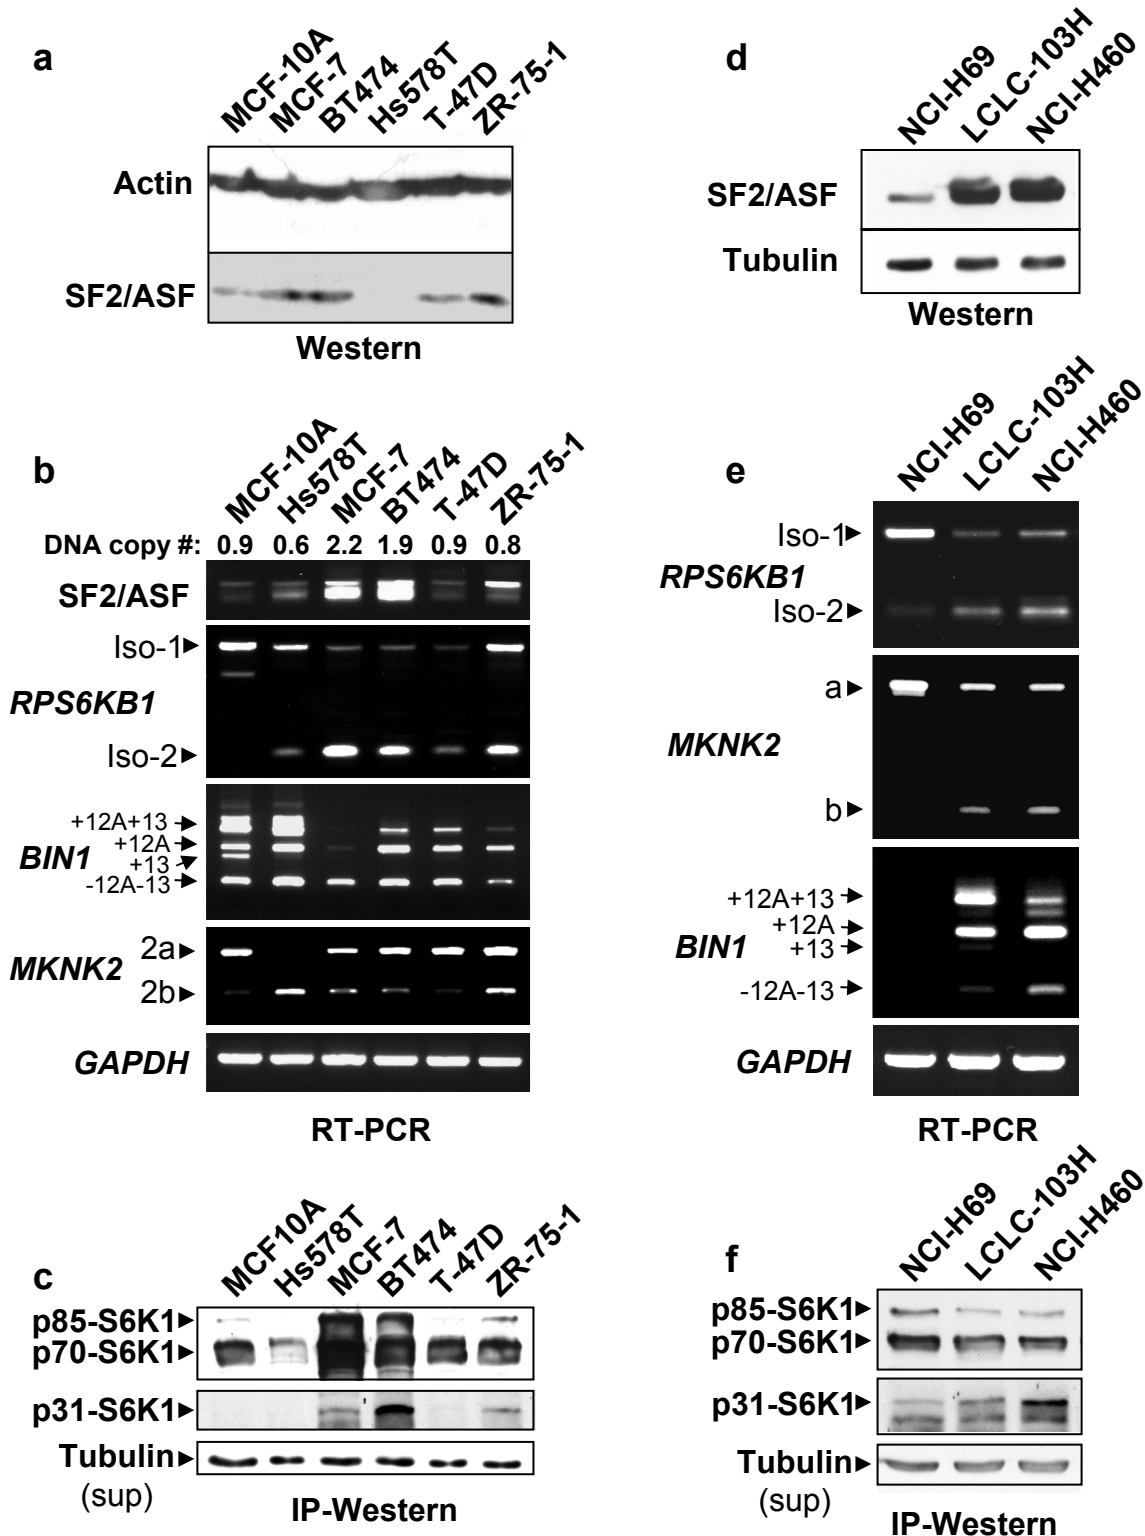 a
MCF-10A
MCF-7
BT474
Hs578T
T-47D
ZR-75-1
Actin
SF2/ASF
Western
b
MCF-10A
Hs578T
MCF-7
BT474
T-47D
ZR-75-1
DNA copy #: 0.9 0.6 2.2 1.9 0.9 0.8
SF2/ASF
Iso-1
RPS6KB1
Iso-2
+12A+13
+12A
BIN1
+13
-12A-13
2a
MKNK2
2b
GAPDH
RT-PCR
c
MCF10A
Hs578T
MCF-7
BT474
T-47D
ZR-75-1
p85-S6K1
p70-S6K1
p31-S6K1
Tubulin
(sup)
IP-Western
d
NCI-H69
LCLC-103H
NCI-H460
SF2/ASF
Tubulin
Western
e
NCI-H69
LCLC-103H
NCI-H460
Iso-1
RPS6KB1
Iso-2
a
MKNK2
b
+12A+13
+12A
BIN1
+13
-12A-13
GAPDH
RT-PCR
f
NCI-H69
LCLC-103H
NCI-H460
p85-S6K1
p70-S6K1
p31-S6K1
Tubulin
(sup)
IP-Western